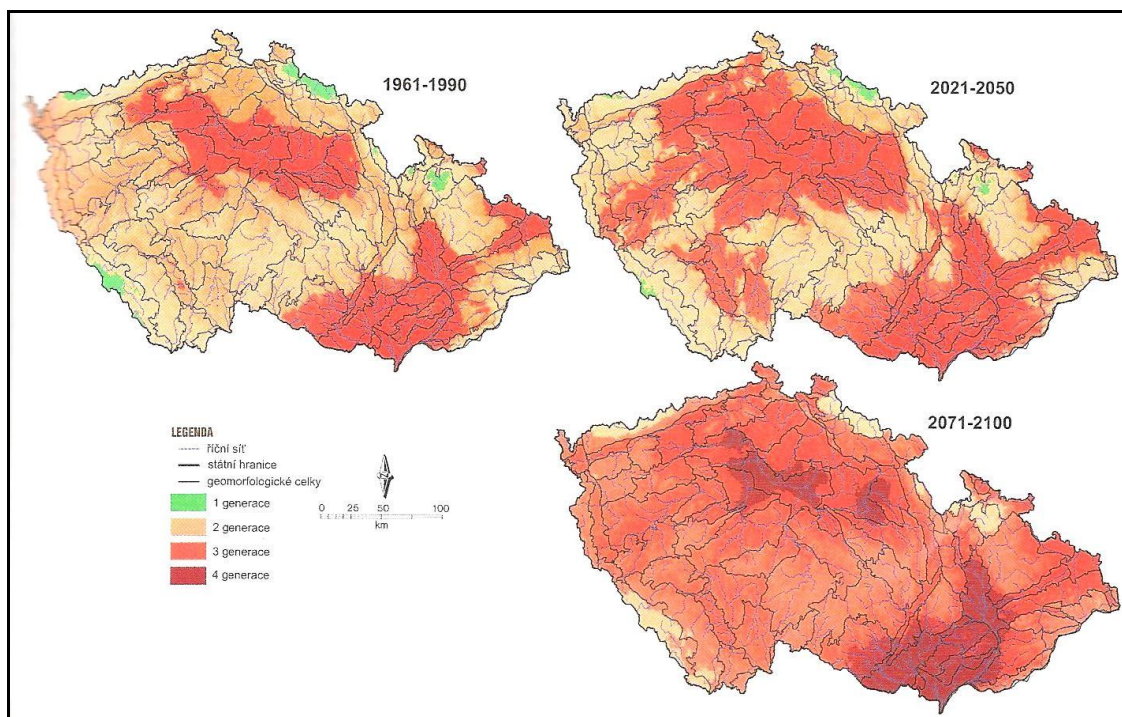 1961-1990
2021-2050
2071-2100
LEGENDA
říční síť
státní hranice
geomorfologické celky
1 generace
2 generace
3 generace
4 generace
0 25 50 100
km